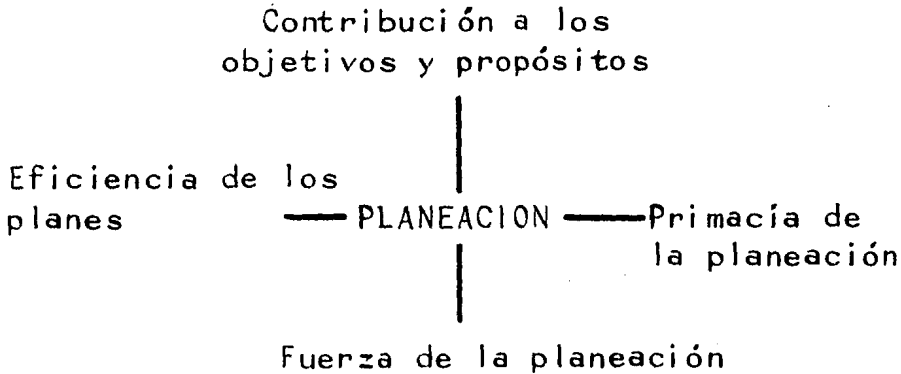 Contribución a los
objetivos y propósitos
Eficiencia de los
planes
PLANEACION
Primacía de
la planeación
Fuerza de la planeación